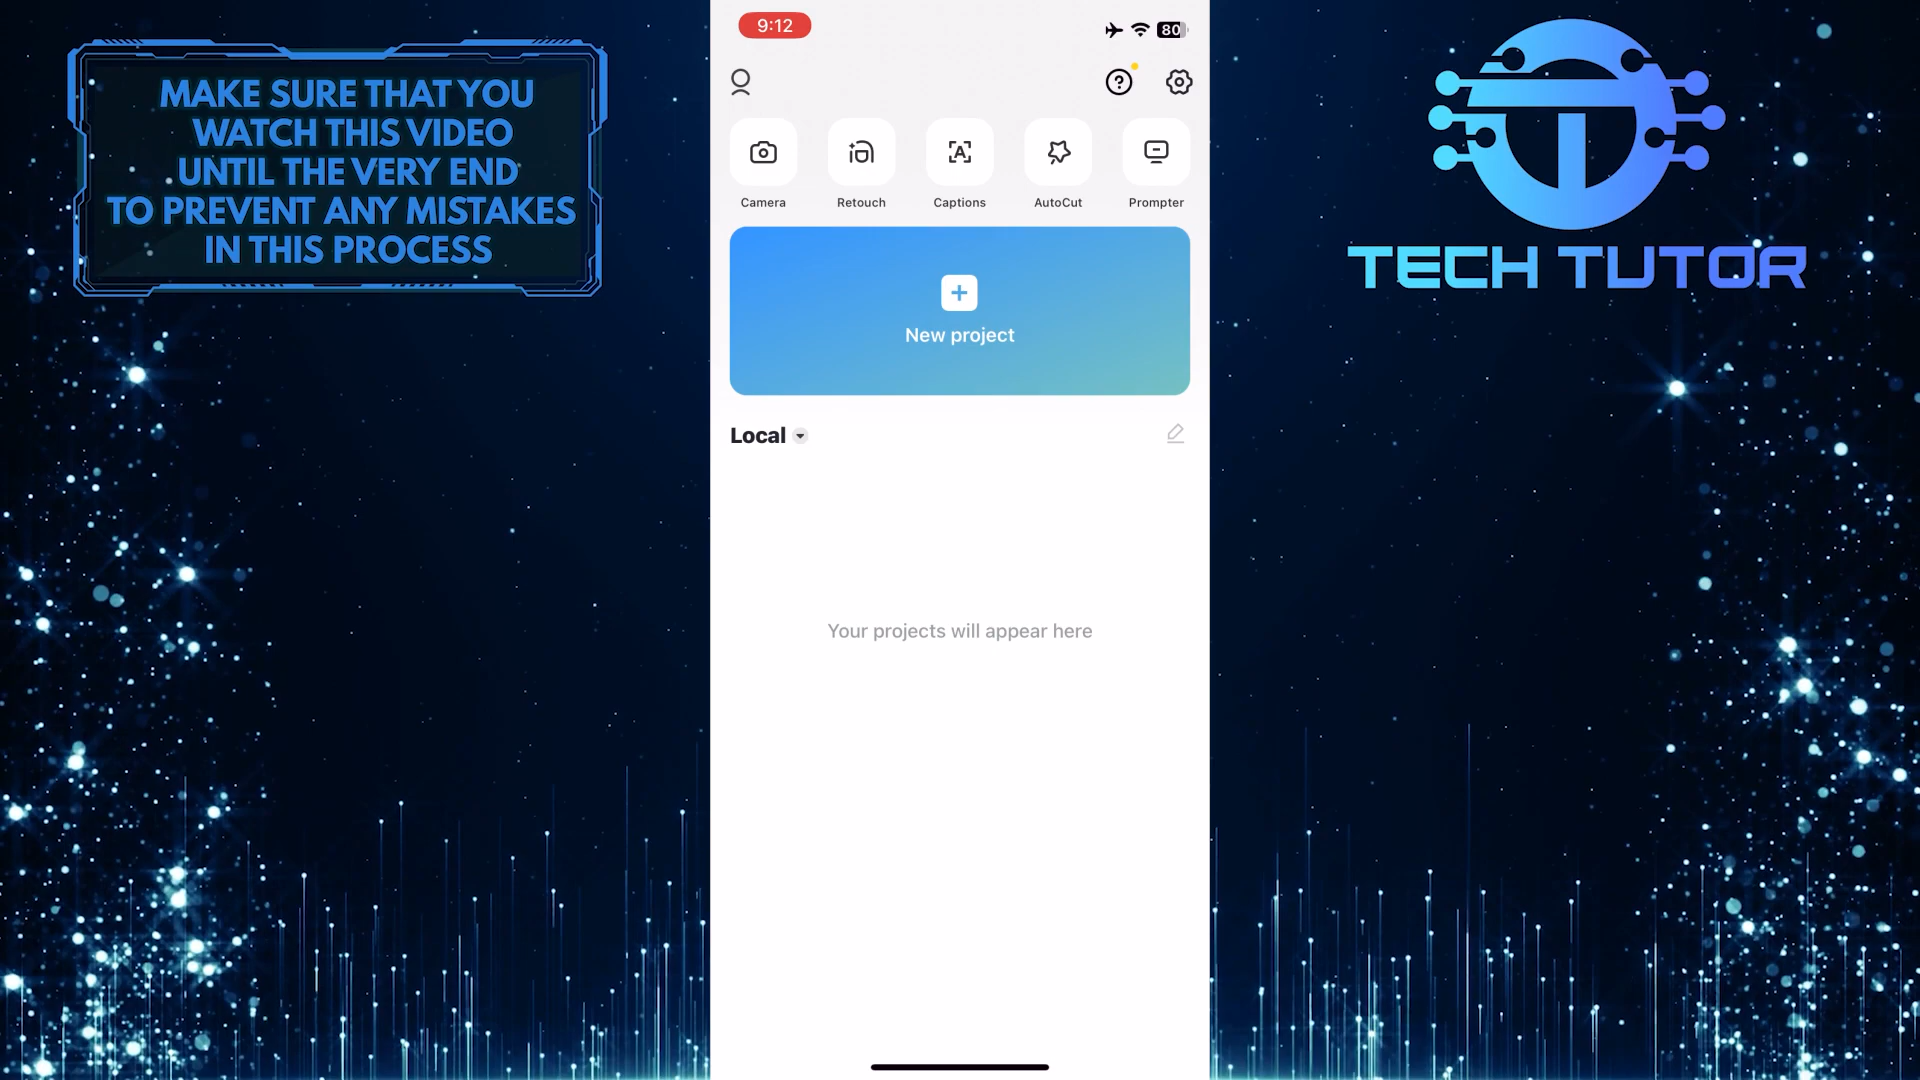 MAKE SURE THAT YOU
WATCH THIS VIDEO
UNTIL THE VERY END
TO PREVENT ANY MISTAKES
IN THIS PROCESS
9:12
80
Camera
Retouch
Captions
AutoCut
Prompter
New project
Local
Your projects will appear here
TECH TUTOR